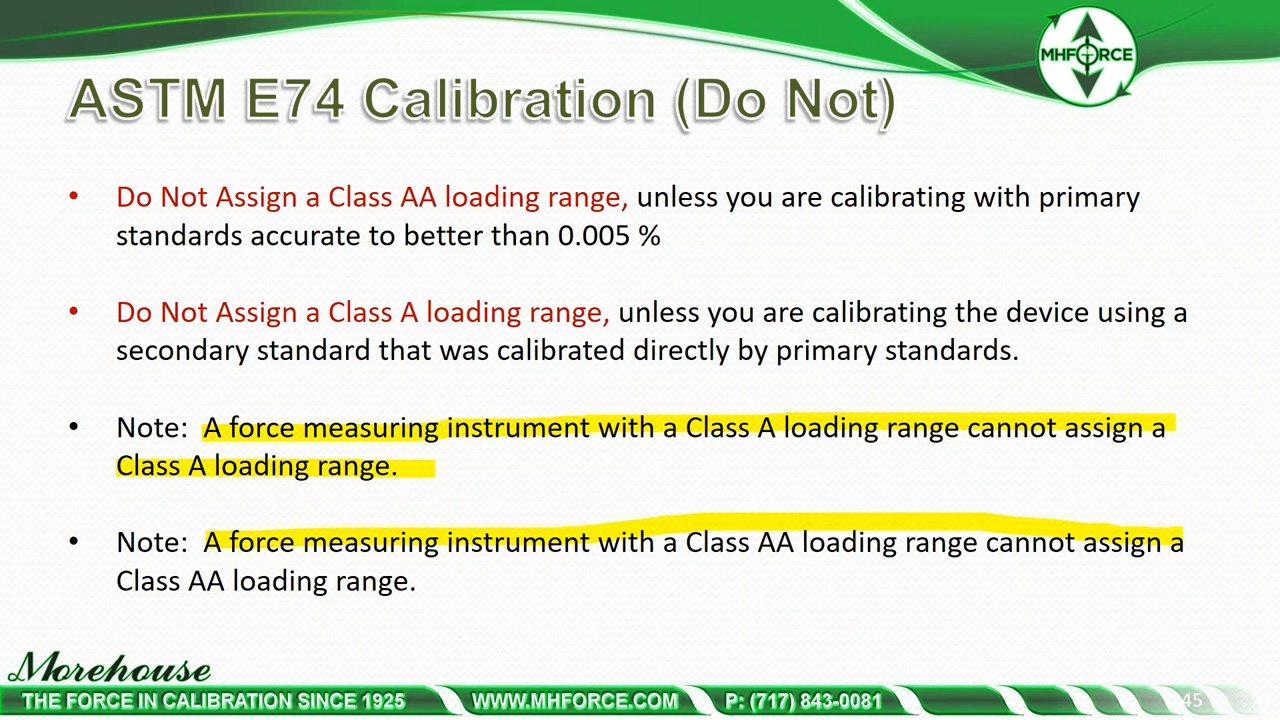 MHFORCE
ASTM E74 Calibration (Do Not)
• Do Not Assign a Class AA loading range, unless you are calibrating with primary
standards accurate to better than 0.005 %
• Do Not Assign a Class A loading range, unless you are calibrating the device using a
secondary standard that was calibrated directly by primary standards.
• Note: A force measuring instrument with a Class A loading range cannot assign a
Class A loading range.
• Note: A force measuring instrument with a Class AA loading range cannot assign a
Class AA loading range.
Morehouse
THE FORCE IN CALIBRATION SINCE 1925 WWW.MHFORCE.COM P: (717) 843-0081 45